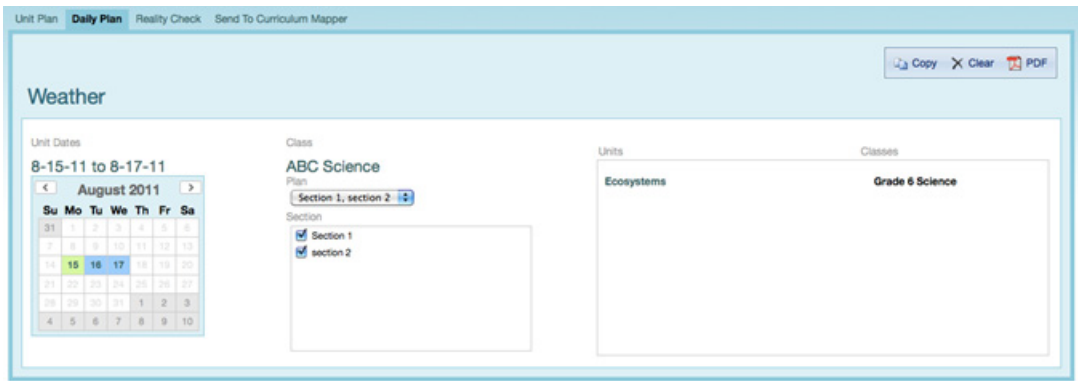 Unit Plan Daily Plan Reality Check Send To Curriculum Mapper
Copy Clear PDF
Weather
Unit Dates
8-15-11 to 8-17-11
August 2011
Su Mo Tu We Th Fr Sa
31 1 2 3 4 5 6
7 8 9 10 11 12 13
14 15 16 17 18 19 20
21 22 23 24 25 26 27
28 29 30 31 1 2 3
4 5 6 7 8 9 10
Class
ABC Science
Plan
Section 1, section 2
Section
Section 1
section 2
Units Classes
Ecosystems Grade 6 Science